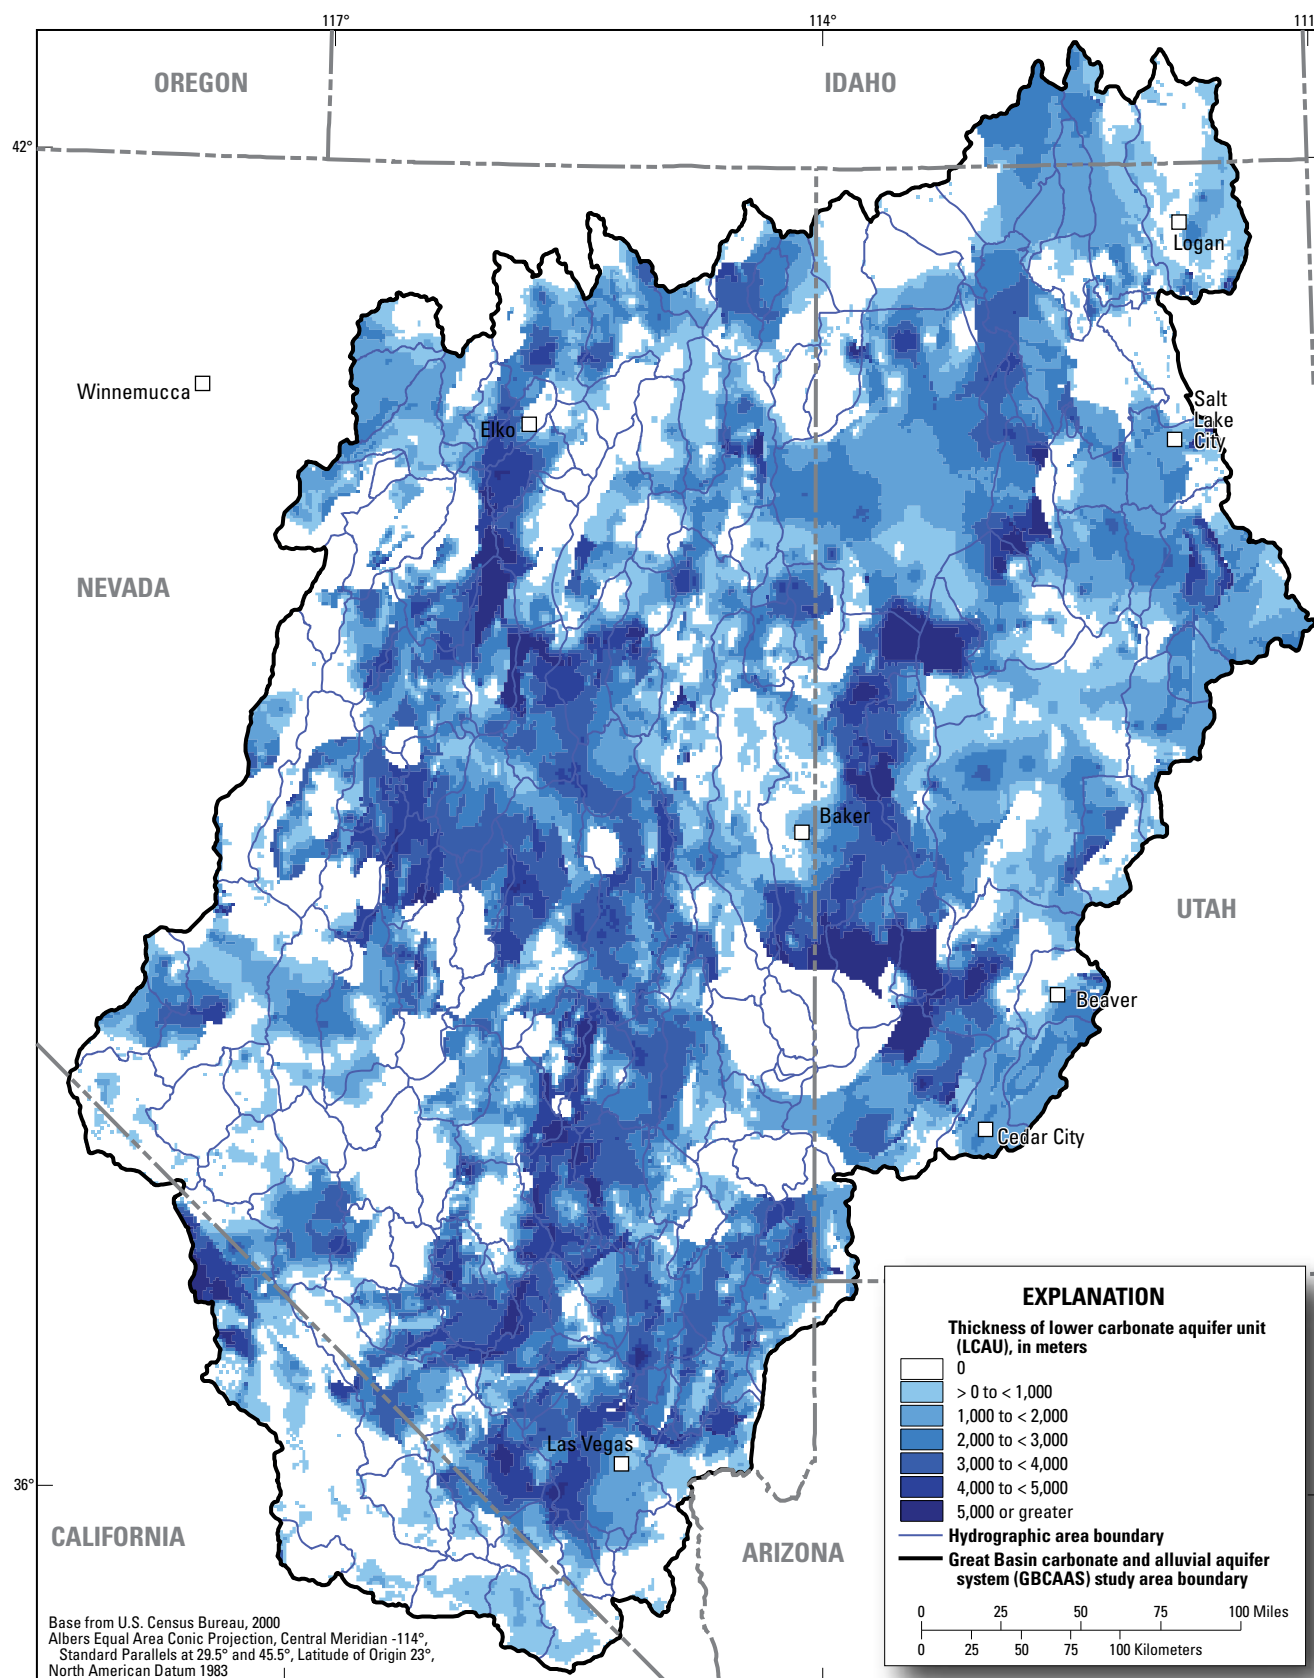 117°
114°
111
OREGON
IDAHO
42°
Logan
Winnemucca
Elko
Salt
Lake
City
NEVADA
Baker
UTAH
Beaver
Cedar City
Las Vegas
36°
CALIFORNIA
ARIZONA
EXPLANATION
Thickness of lower carbonate aquifer unit
(LCAU), in meters
0
> 0 to < 1,000
1,000 to < 2,000
2,000 to < 3,000
3,000 to < 4,000
4,000 to < 5,000
5,000 or greater
Hydrographic area boundary
Great Basin carbonate and alluvial aquifer
system (GBCAAS) study area boundary
0 25 50 75 100 Miles
0 25 50 75 100 Kilometers
Base from U.S. Census Bureau, 2000
Albers Equal Area Conic Projection, Central Meridian -114°,
Standard Parallels at 29.5° and 45.5°, Latitude of Origin 23°,
North American Datum 1983